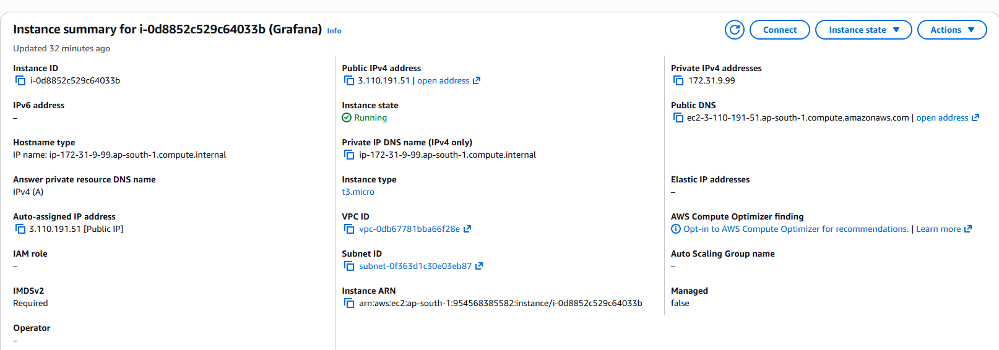 Instance summary for i-0d8852c529c64033b (Grafana) Info
Connect
Instance state
Actions
Updated 32 minutes ago
Instance ID
i-0d8852c529c64033b
Public IPv4 address
3.110.191.51 | open address
Private IPv4 addresses
172.31.9.99
IPv6 address
–
Instance state
Running
Public DNS
ec2-3-110-191-51.ap-south-1.compute.amazonaws.com | open address
Hostname type
IP name: ip-172-31-9-99.ap-south-1.compute.internal
Private IP DNS name (IPv4 only)
ip-172-31-9-99.ap-south-1.compute.internal
Answer private resource DNS name
IPv4 (A)
Instance type
t3.micro
Elastic IP addresses
–
Auto-assigned IP address
3.110.191.51 [Public IP]
VPC ID
vpc-0db67781bba66f28e
AWS Compute Optimizer finding
Opt-in to AWS Compute Optimizer for recommendations. | Learn more
IAM role
–
Subnet ID
subnet-0f363d1c30e03eb87
Auto Scaling Group name
–
IMDSv2
Required
Instance ARN
arn:aws:ec2:ap-south-1:954568385582:instance/i-0d8852c529c64033b
Managed
false
Operator
–